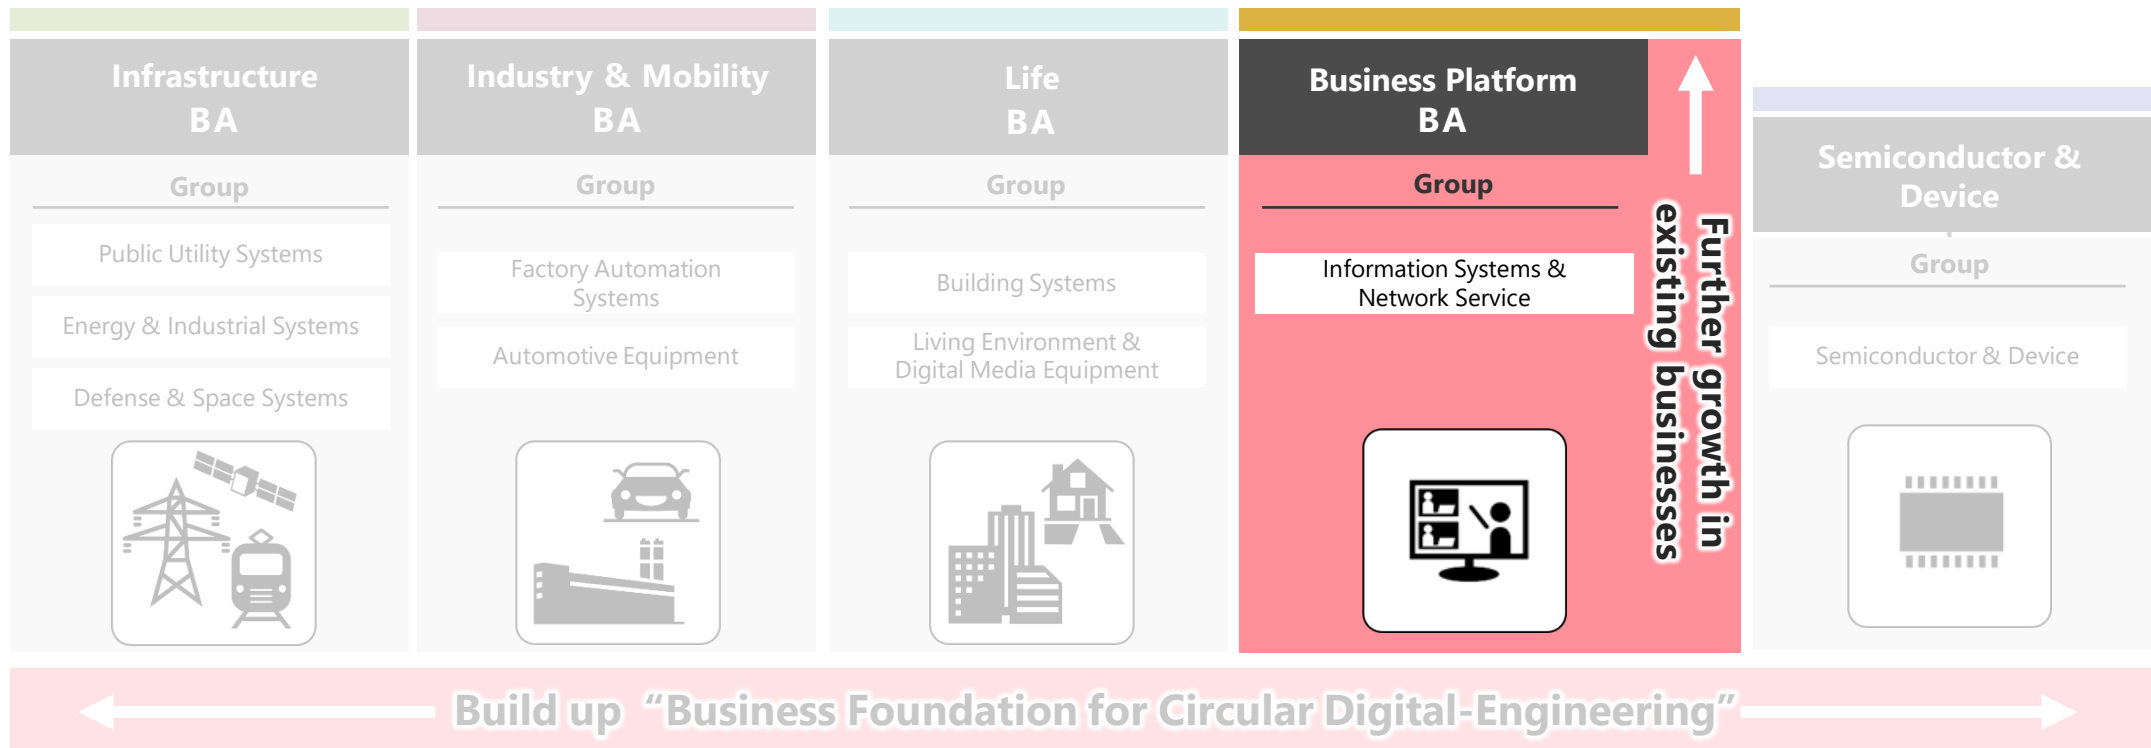 Infrastructure
BA
Group
Public Utility Systems
Energy & Industrial Systems
Defense & Space Systems
Industry & Mobility
BA
Group
Factory Automation
Systems
Automotive Equipment
Life
BA
Group
Building Systems
Living Environment &
Digital Media Equipment
Business Platform
BA
Group
Information Systems &
Network Service
Further growth in
existing businesses
Semiconductor &
Device
Group
Semiconductor & Device
Build up “Business Foundation for Circular Digital-Engineering”